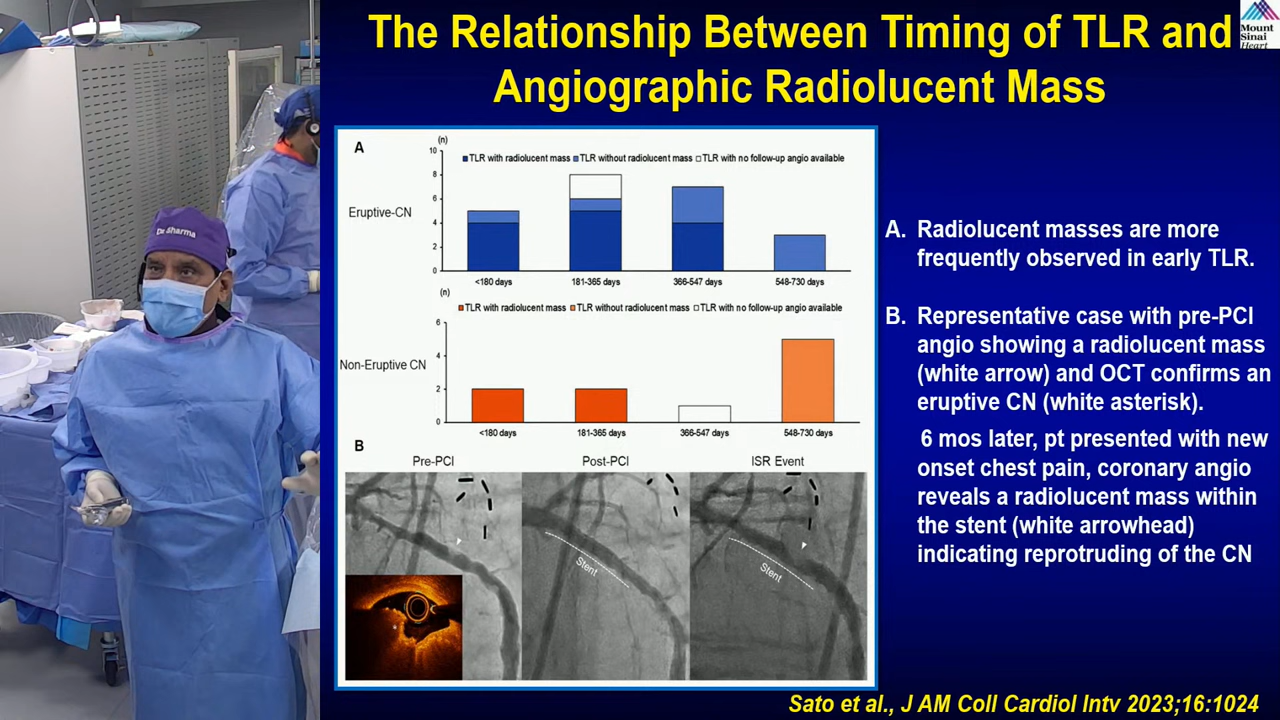 The Relationship Between Timing of TLR and
Angiographic Radiolucent Mass
Mount
Sinai
Heart
Dr Sharma
A
(n)
10
8
6
4
2
0
TLR with radiolucent mass TLR without radiolucent mass TLR with no follow-up angio available
Eruptive-CN
<180 days 181-365 days 366-547 days 548-730 days
(n)
6
4
2
0
TLR with radiolucent mass TLR without radiolucent mass TLR with no follow-up angio available
Non-Eruptive CN
<180 days 181-365 days 366-547 days 548-730 days
B
Pre-PCI Post-PCI ISR Event
Stent
Stent
A. Radiolucent masses are more
frequently observed in early TLR.
B. Representative case with pre-PCI
angio showing a radiolucent mass
(white arrow) and OCT confirms an
eruptive CN (white asterisk).
6 mos later, pt presented with new
onset chest pain, coronary angio
reveals a radiolucent mass within
the stent (white arrowhead)
indicating reprotruding of the CN
Sato et al., J AM Coll Cardiol Intv 2023;16:1024